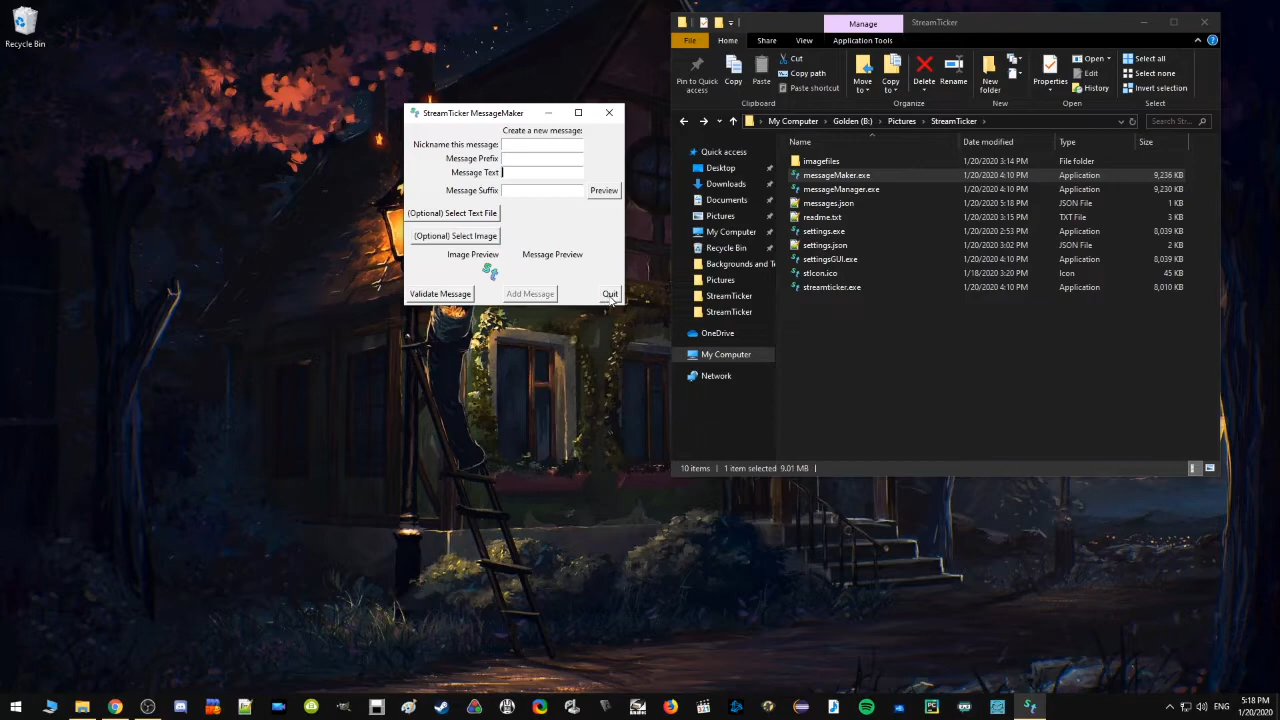 Recycle Bin
StreamTicker MessageMaker
Create a new message:
Nickname this message:
Message Prefix
Message Text
Message Suffix
Preview
(Optional) Select Text File
(Optional) Select Image
Image Preview
Message Preview
Validate Message
Add Message
Quit
Manage
StreamTicker
File
Home
Share
View
Application Tools
Pin to Quick access
Copy
Paste
Cut
Copy path
Paste shortcut
Clipboard
Move to
Copy to
Delete
Rename
Organize
New folder
New
Properties
Open
Edit
History
Open
Select all
Select none
Invert selection
Select
My Computer > Golden (B:) > Pictures > StreamTicker >
Search Str...
Name Date modified Type Size
Quick access
Desktop
Downloads
Documents
Pictures
My Computer
Recycle Bin
Backgrounds and Te
Pictures
StreamTicker
StreamTicker
OneDrive
My Computer
Network
imagefiles 1/20/2020 3:14 PM File folder
messageMaker.exe 1/20/2020 4:10 PM Application 9,236 KB
messageManager.exe 1/20/2020 4:10 PM Application 9,230 KB
messages.json 1/20/2020 5:18 PM JSON File 1 KB
readme.txt 1/20/2020 3:15 PM TXT File 3 KB
settings.exe 1/20/2020 2:53 PM Application 8,039 KB
settings.json 1/20/2020 3:02 PM JSON File 2 KB
settingsGUI.exe 1/20/2020 4:10 PM Application 8,039 KB
stIcon.ico 1/18/2020 3:20 PM Icon 45 KB
streamticker.exe 1/20/2020 4:10 PM Application 8,010 KB
10 items 1 item selected 9.01 MB
ENG
5:18 PM
1/20/2020